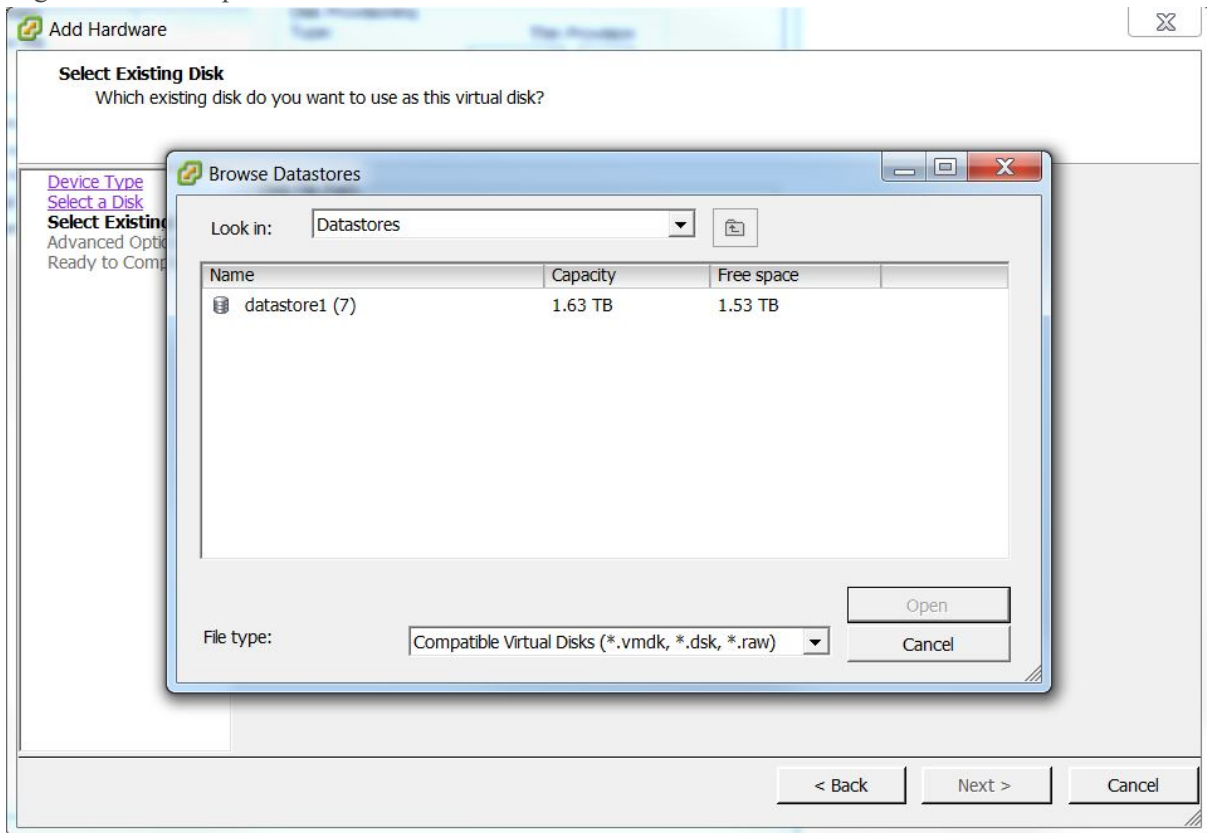 Add Hardware
Select Existing Disk
Which existing disk do you want to use as this virtual disk?
Device Type
Select a Disk
Select Existing
Advanced Optio
Ready to Comp
Browse Datastores
Look in: Datastores
Name Capacity Free space
datastore1 (7) 1.63 TB 1.53 TB
Open
File type: Compatible Virtual Disks (*.vmdk, *.dsk, *.raw)
Cancel
< Back Next > Cancel